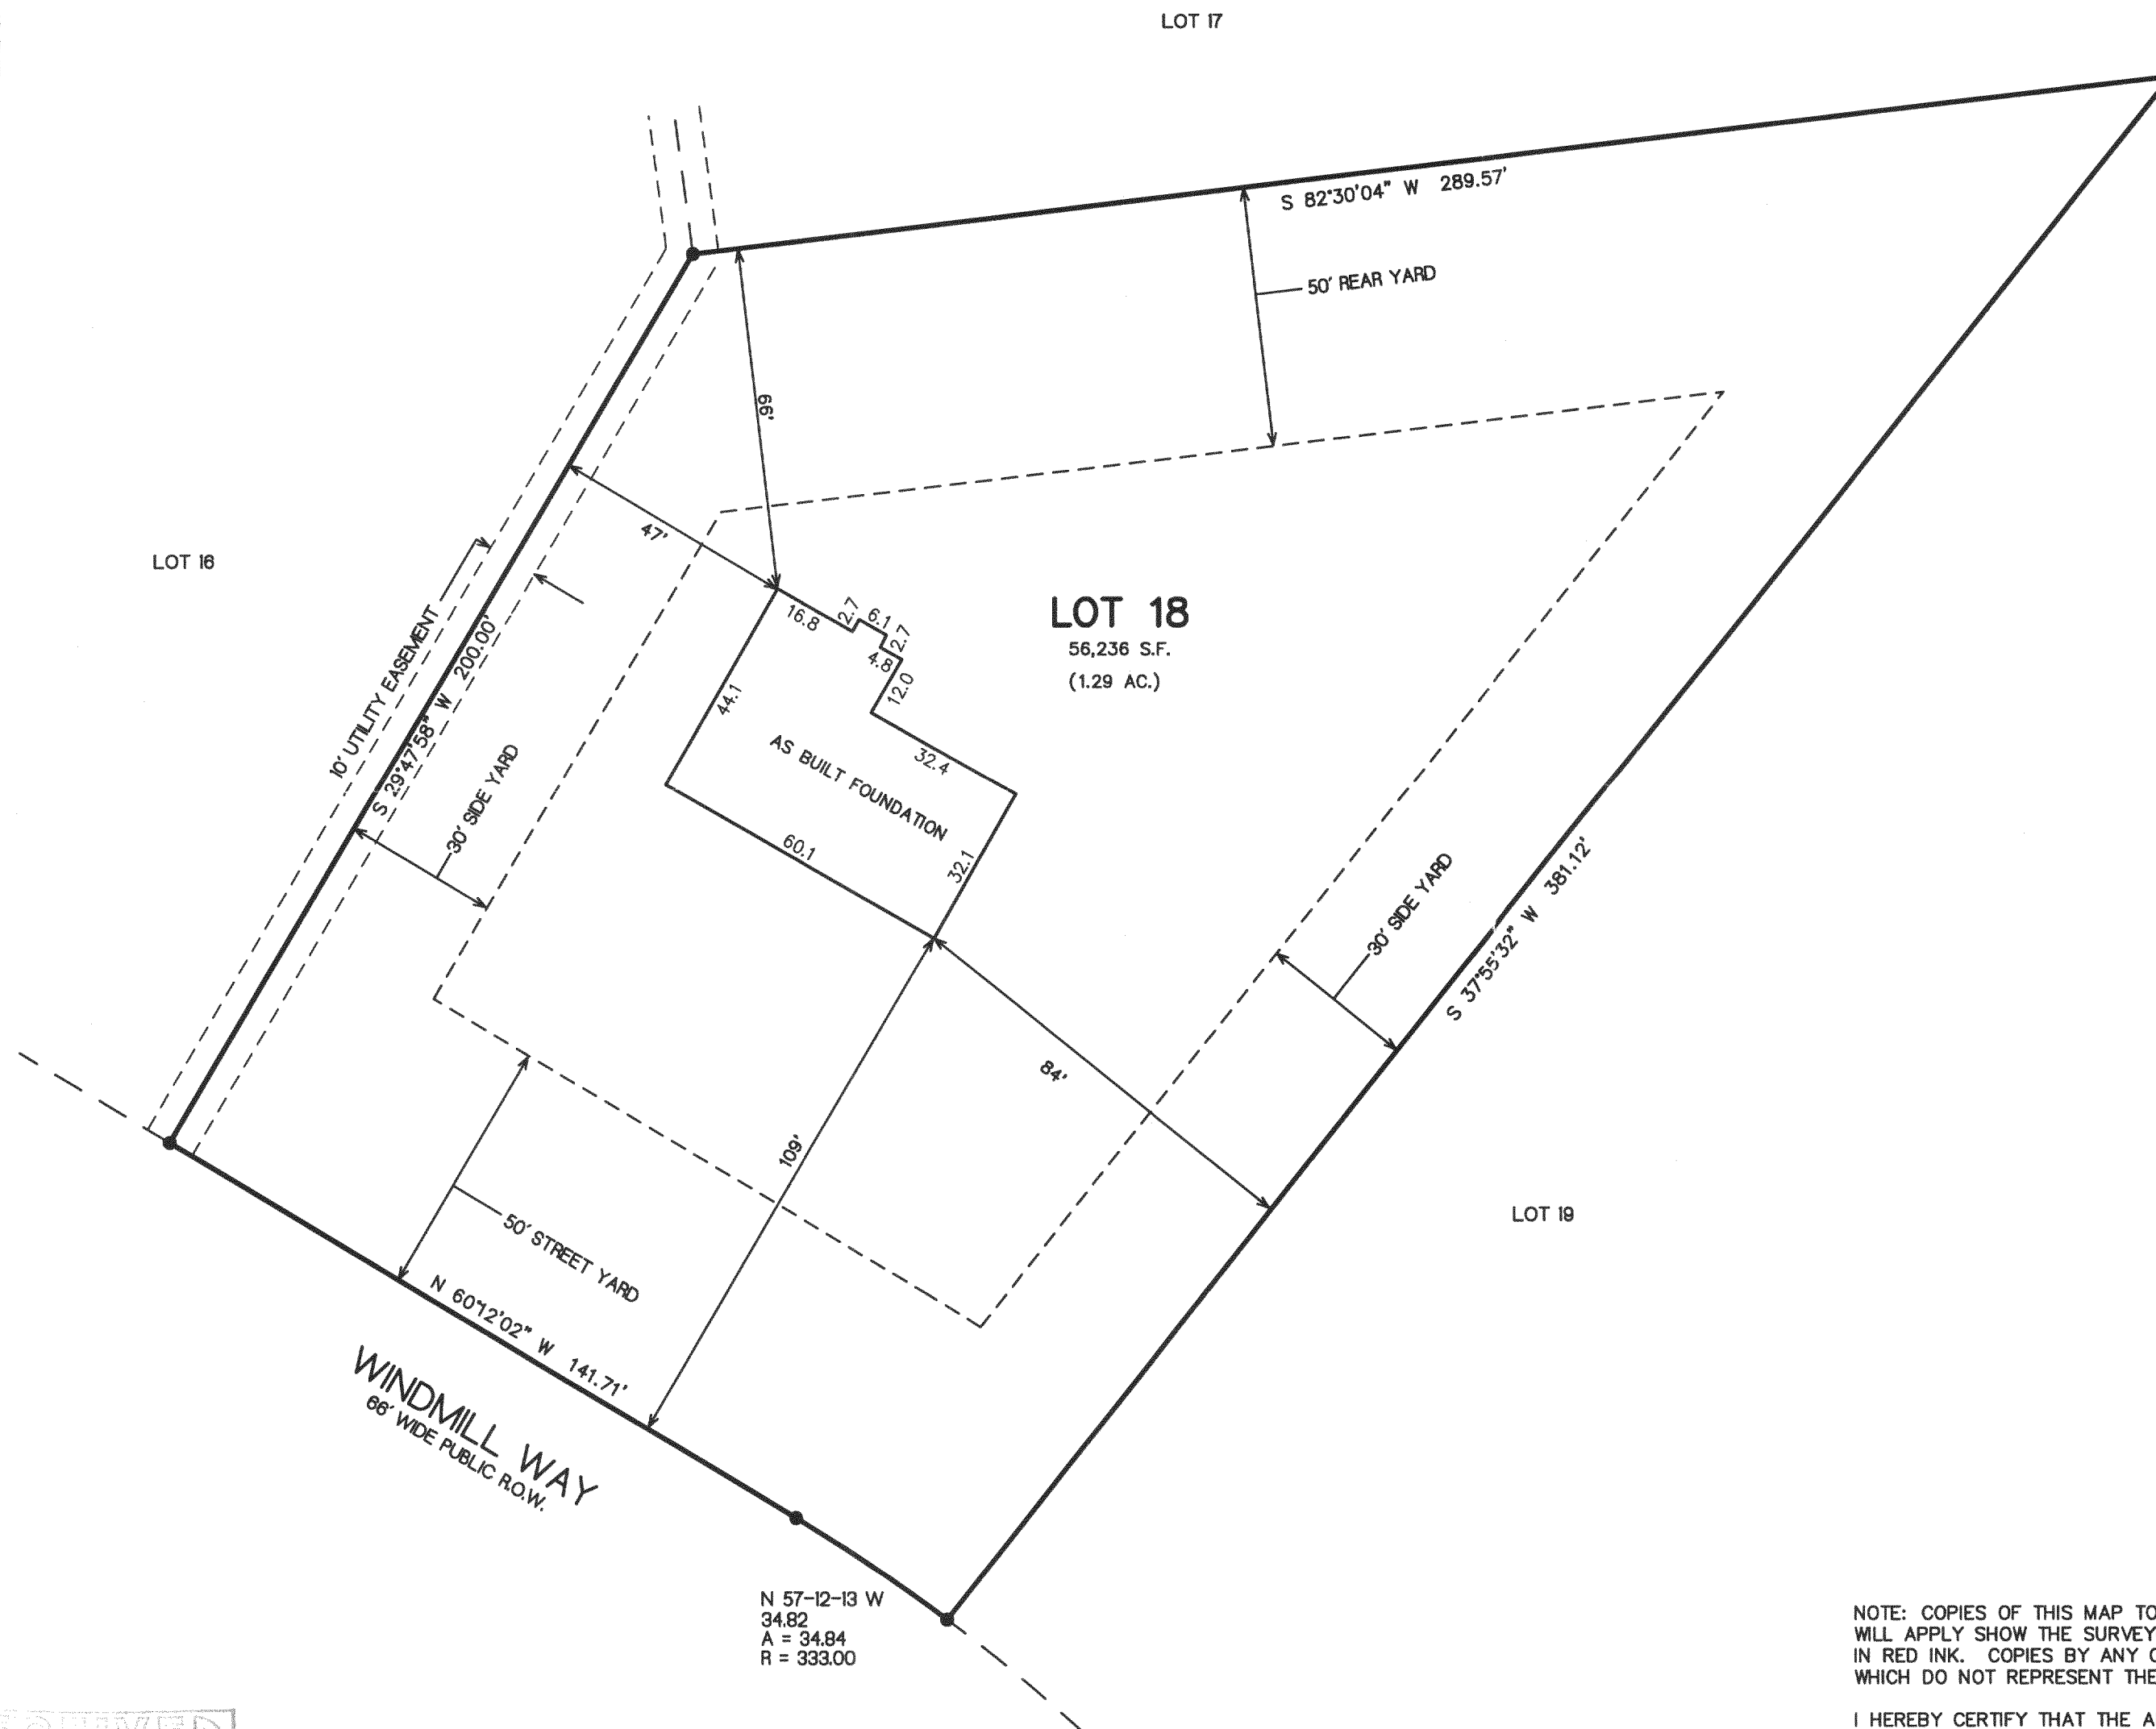 LOT 17
S 82°30'04" W 289.57'
50' REAR YARD
66'
47'
LOT 16
10' UTILITY EASEMENT
S 29°47'58" W 200.00'
30' SIDE YARD
LOT 18
56,236 S.F.
(1.29 AC.)
16.8
2.7
6.1
2.7
4.8
12.0
44.1
32.4
AS BUILT FOUNDATION
60.1
32.1
30' SIDE YARD
S 37°55'32" W 381.12'
84'
109'
LOT 19
50' STREET YARD
N 60°12'02" W 141.71'
WINDMILL WAY
66' WIDE PUBLIC R.O.W.
N 57-12-13 W
34.82
A = 34.84
R = 333.00
NOTE: COPIES OF THIS MAP TO
WILL APPLY SHOW THE SURVEY
IN RED INK. COPIES BY ANY
WHICH DO NOT REPRESENT THE
I HEREBY CERTIFY THAT THE A